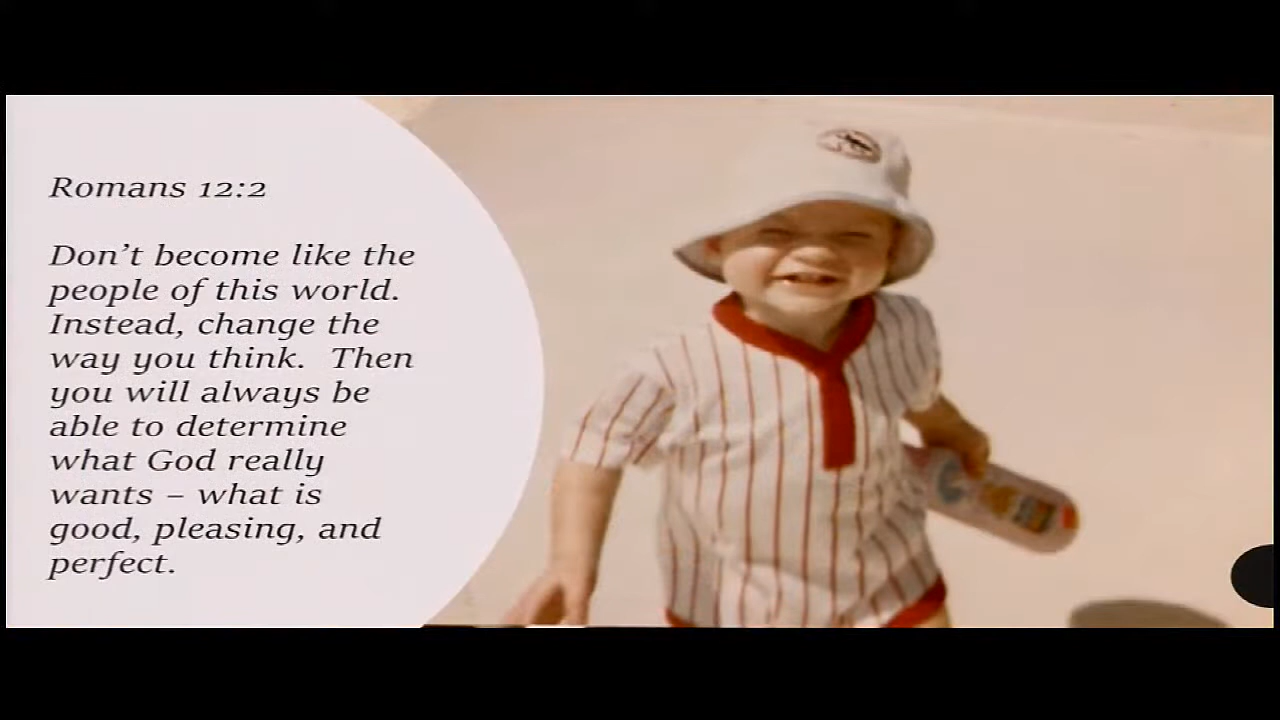 Romans 12:2
Don’t become like the
people of this world.
Instead, change the
way you think.  Then
you will always be
able to determine
what God really
wants – what is
good, pleasing, and
perfect.